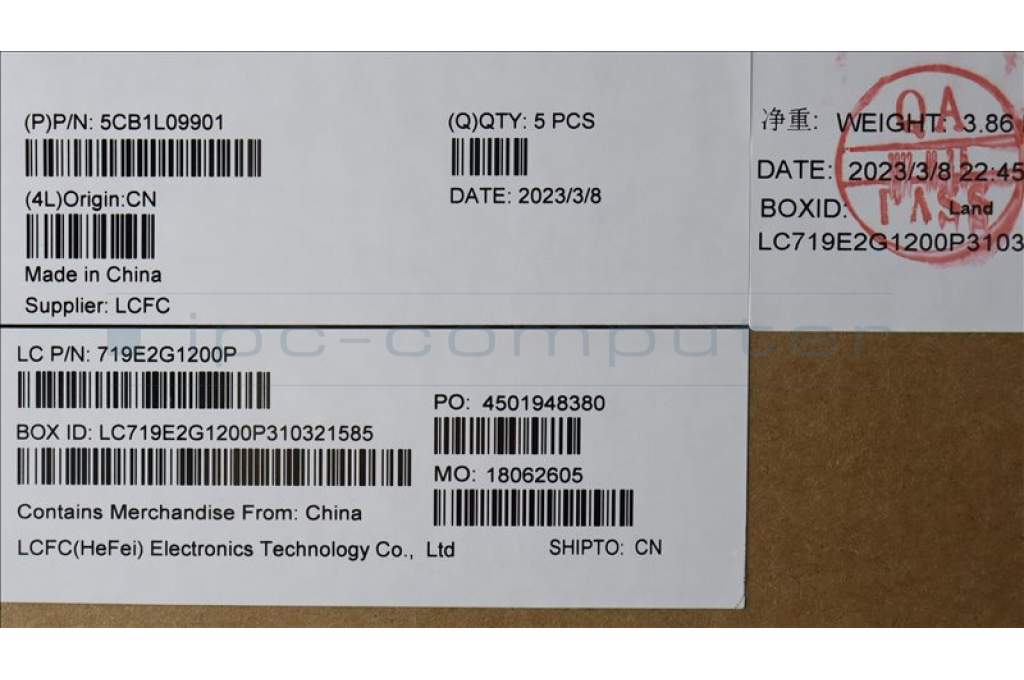 (P)P/N: 5CB1L09901
(Q)QTY: 5 PCS
(4L)Origin:CN
DATE: 2023/3/8
Made in China
Supplier: LCFC
净重: WEIGHT: 3.86
DATE: 2023/3/8 22:45
BOXID: Land
LC719E2G1200P3103
QA
PASS
ipc-computer
LC P/N: 719E2G1200P
PO: 4501948380
BOX ID: LC719E2G1200P310321585
MO: 18062605
Contains Merchandise From: China
LCFC(HeFei) Electronics Technology Co., Ltd
SHIPTO: CN